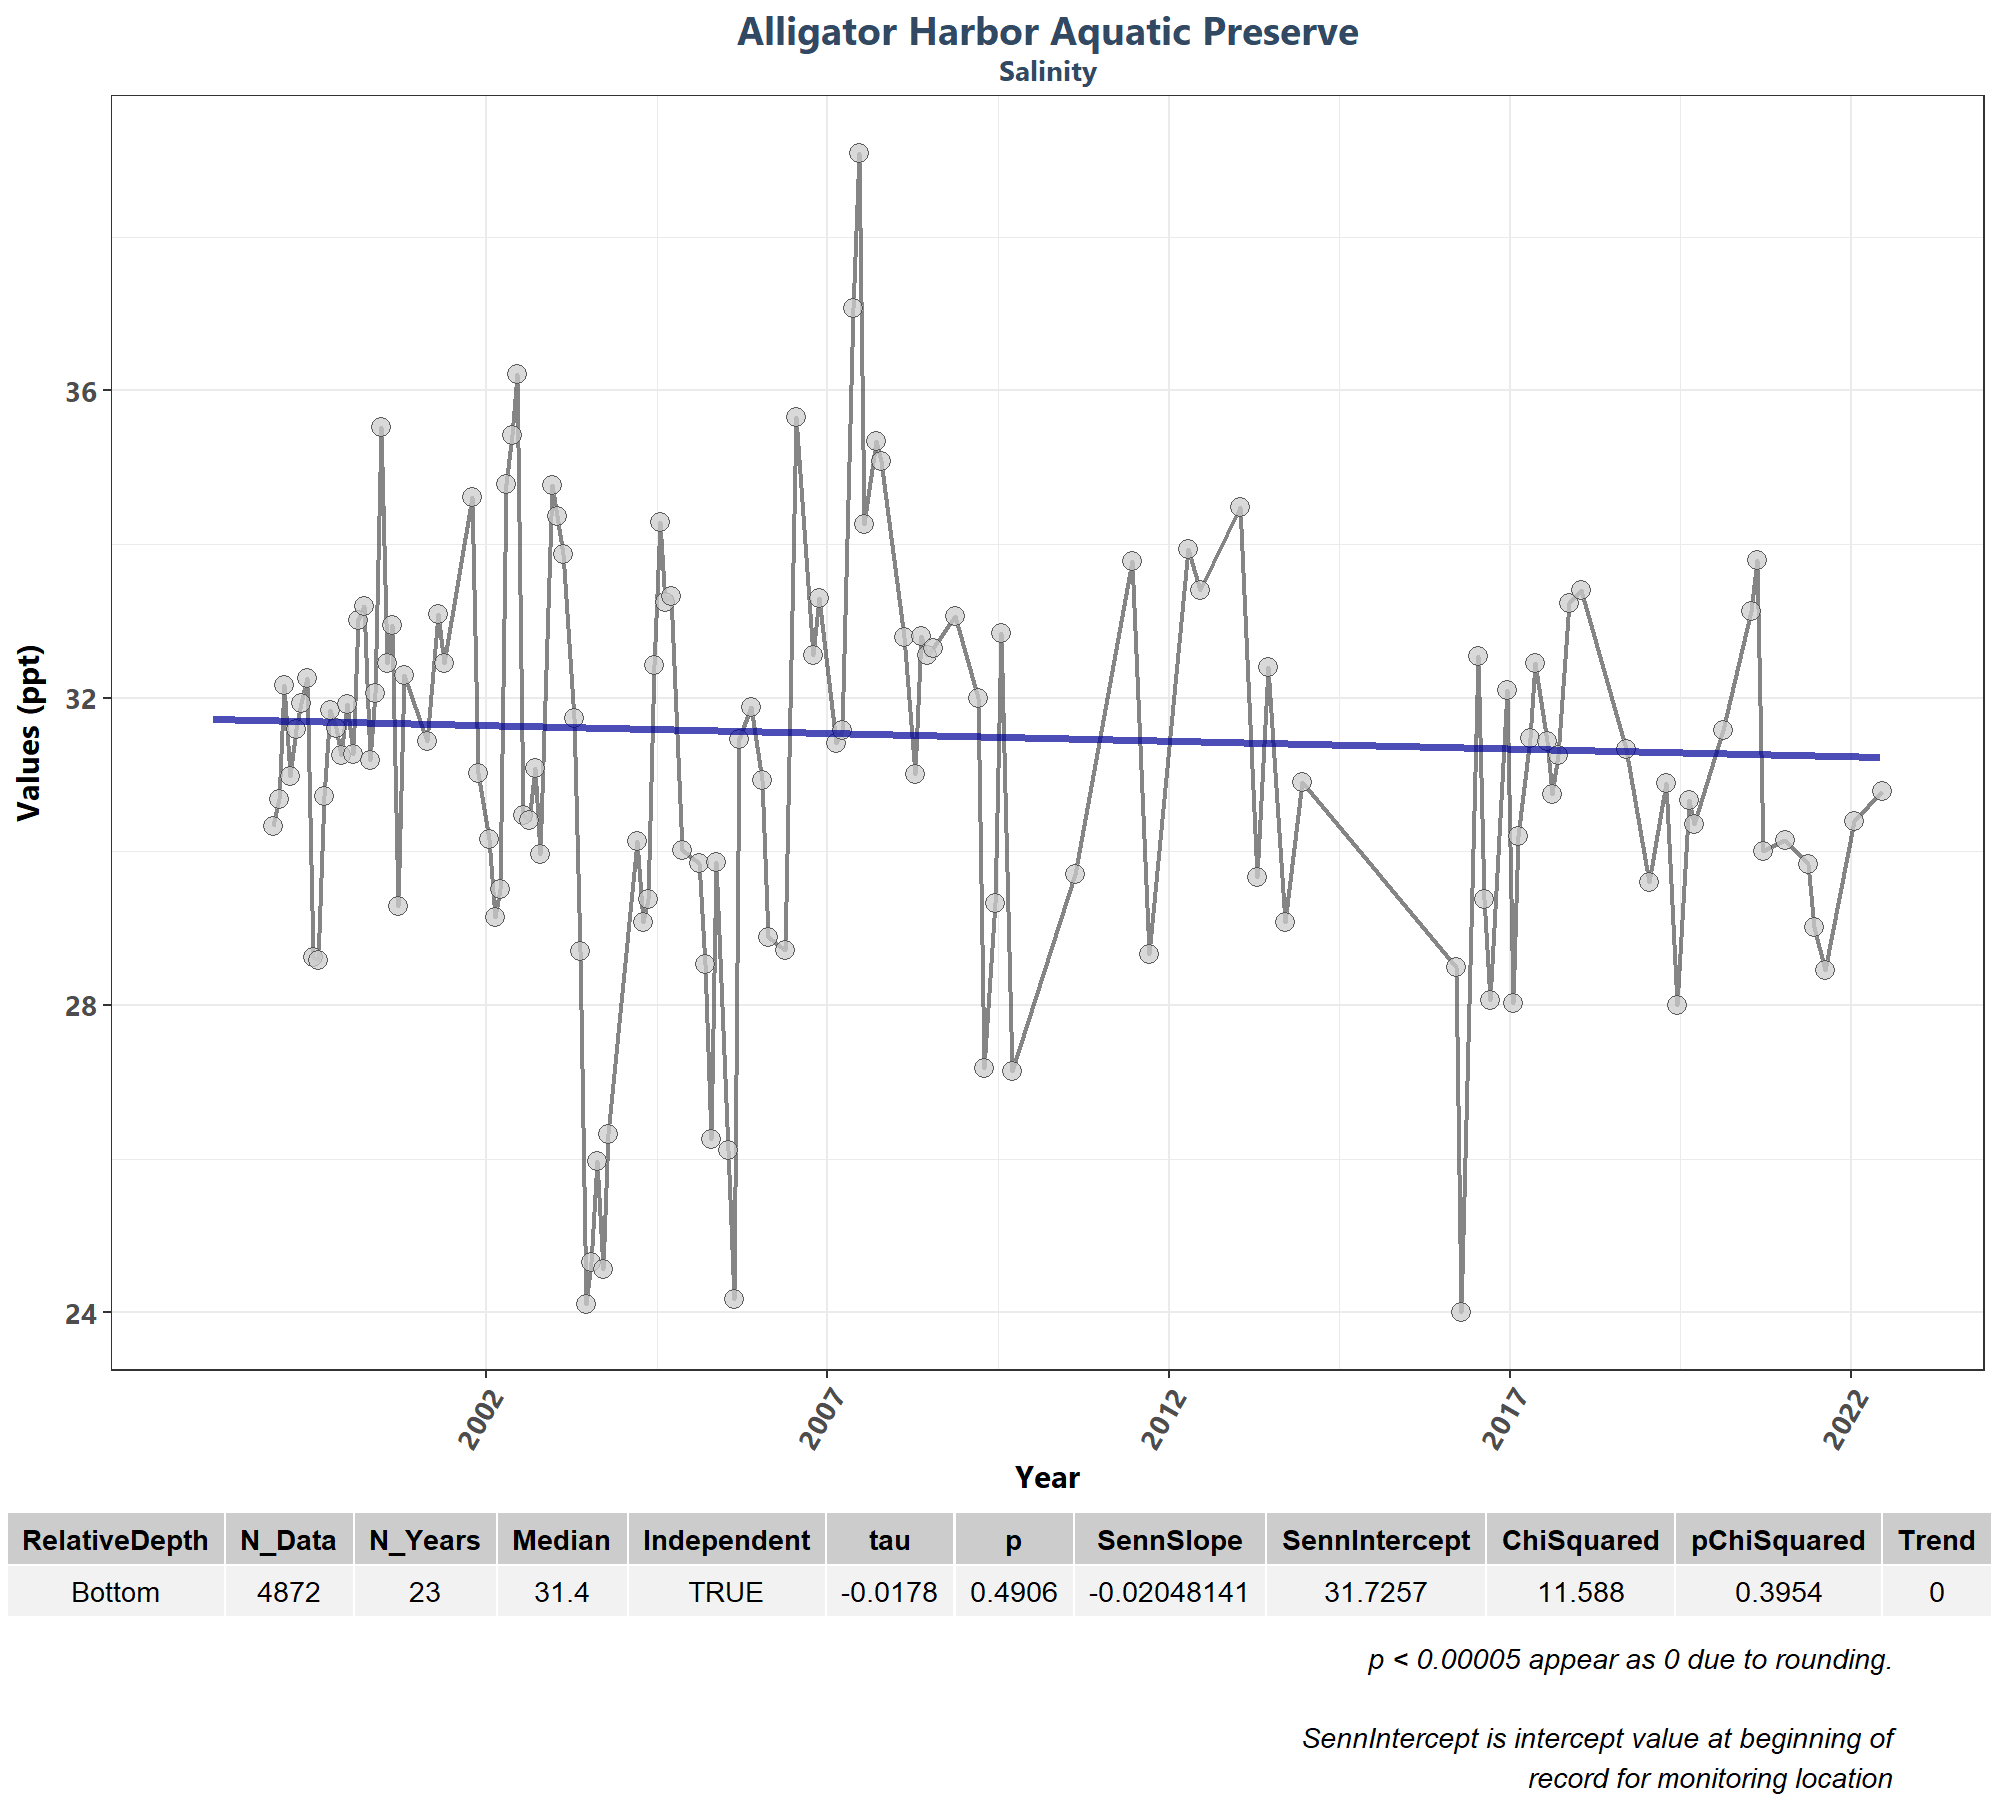 Alligator Harbor Aquatic Preserve
Salinity
Values (ppt)
36
32
28
24
2002 2007 2012 2017 2022
Year
RelativeDepth N_Data N_Years Median Independent tau p SennSlope SennIntercept ChiSquared pChiSquared Trend
Bottom 4872 23 31.4 TRUE -0.0178 0.4906 -0.02048141 31.7257 11.588 0.3954 0
p < 0.00005 appear as 0 due to rounding.
SennIntercept is intercept value at beginning of
record for monitoring location